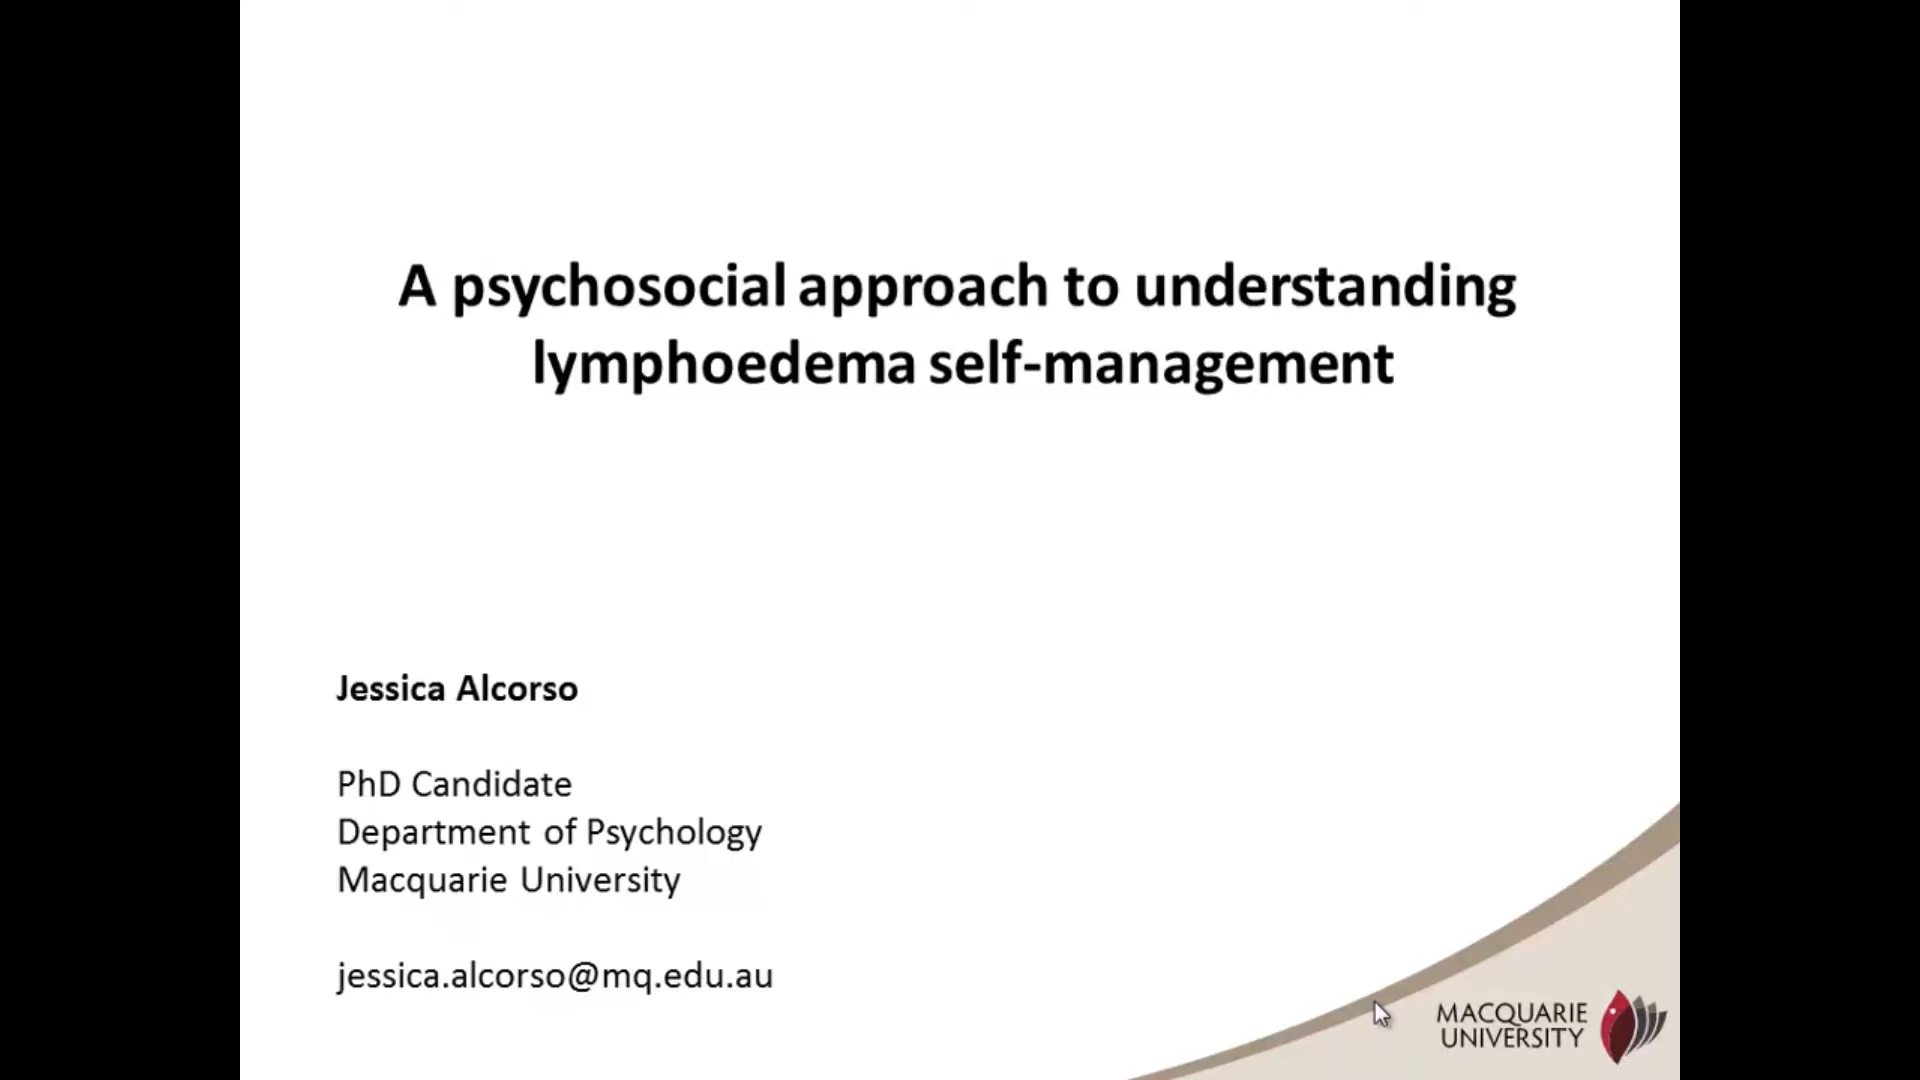 A psychosocial approach to understanding
lymphoedema self-management
Jessica Alcorso
PhD Candidate
Department of Psychology
Macquarie University
jessica.alcorso@mq.edu.au
MACQUARIE
UNIVERSITY